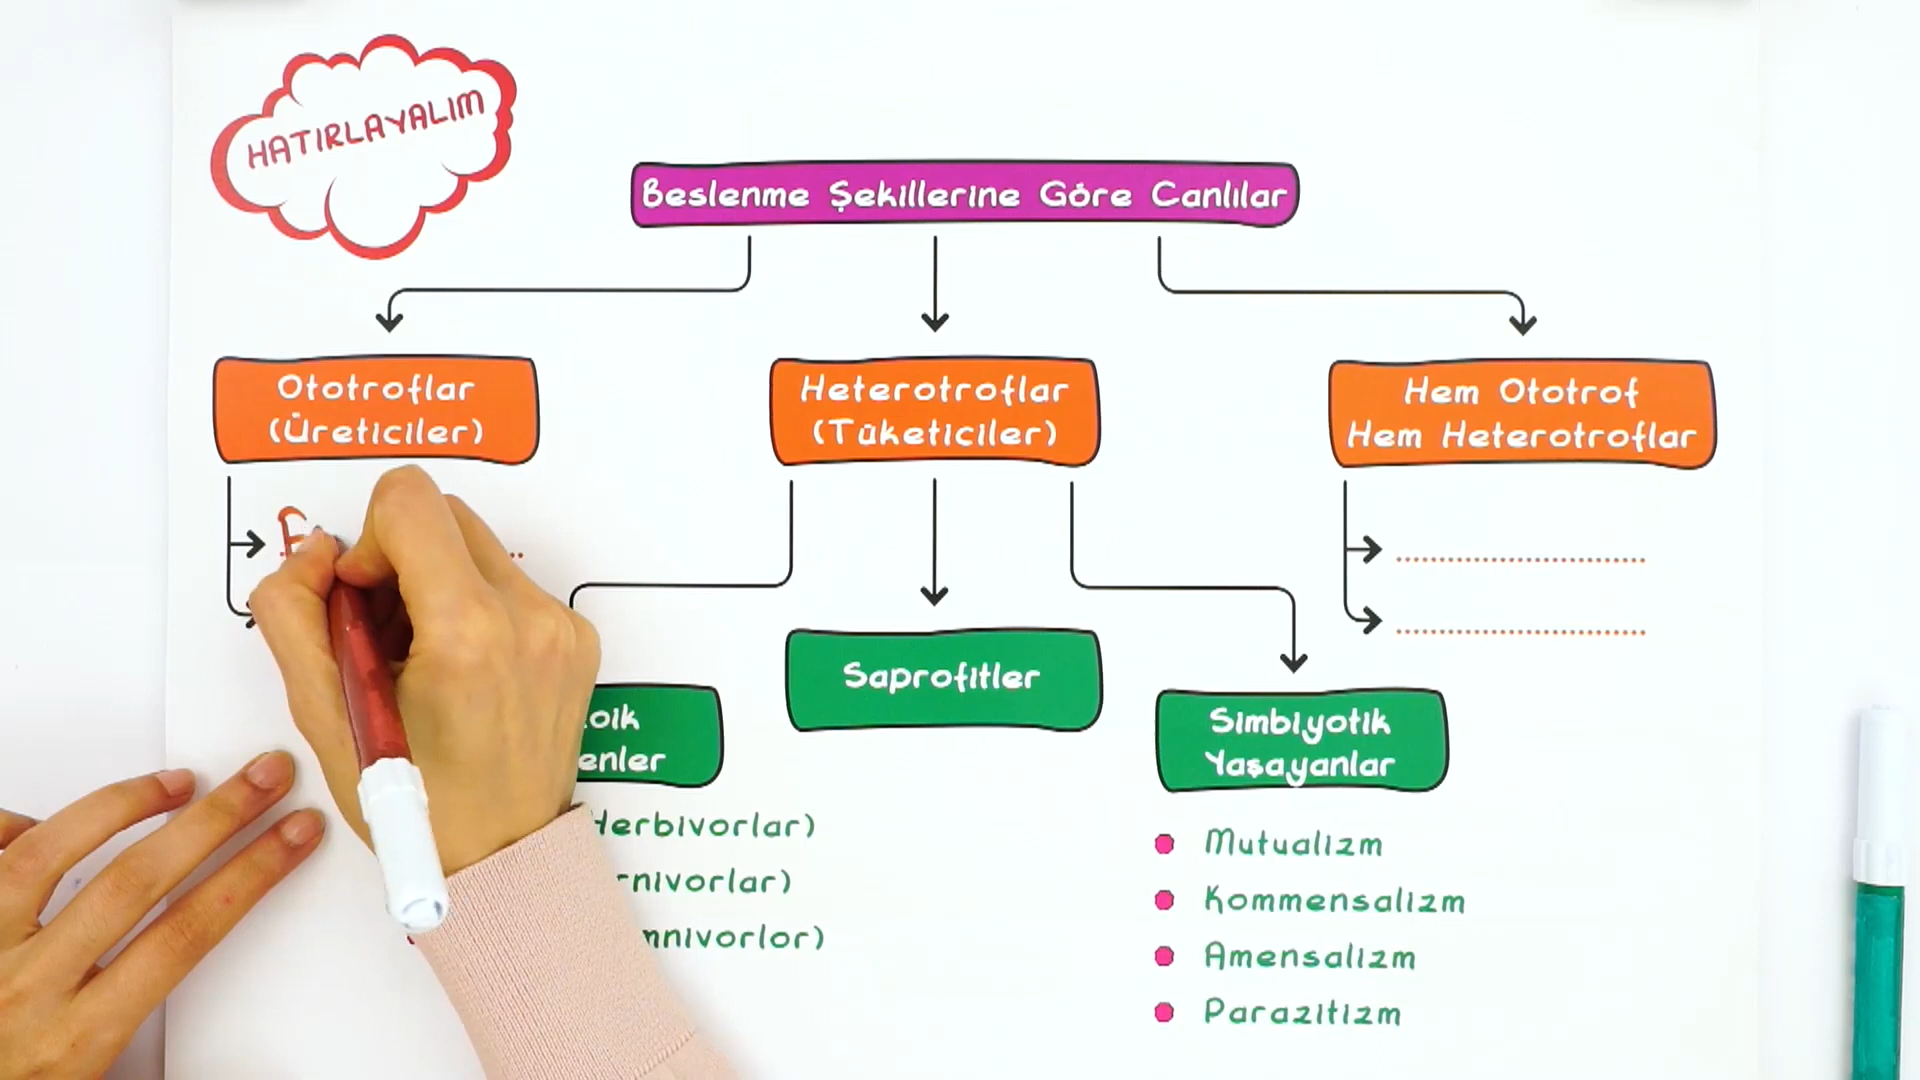 HATIRLAYALIM
Beslenme Şekillerine Göre Canlılar
Ototroflar
(Üreticiler)
Heterotroflar
(Tüketiciler)
Hem Ototrof
Hem Heterotroflar
Saprofitler
Simbiyotik
Yaşayanlar
Mutualizm
Kommensalizm
Amensalizm
Parazitizm